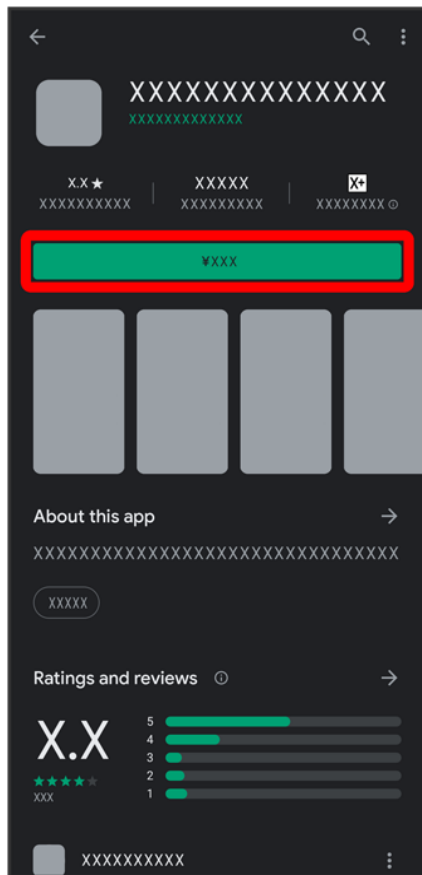 XXXXXXXXXXXXXX
XXXXXXXXXXXXX
X.X★ XXXXX X+
XXXXXXXXXX XXXXXXXXX XXXXXXXX
¥XXX
About this app
XXXXXXXXXXXXXXXXXXXXXXXXXXXXXXXX
XXXXX
Ratings and reviews
X.X
XXX
5
4
3
2
1
XXXXXXXXXX